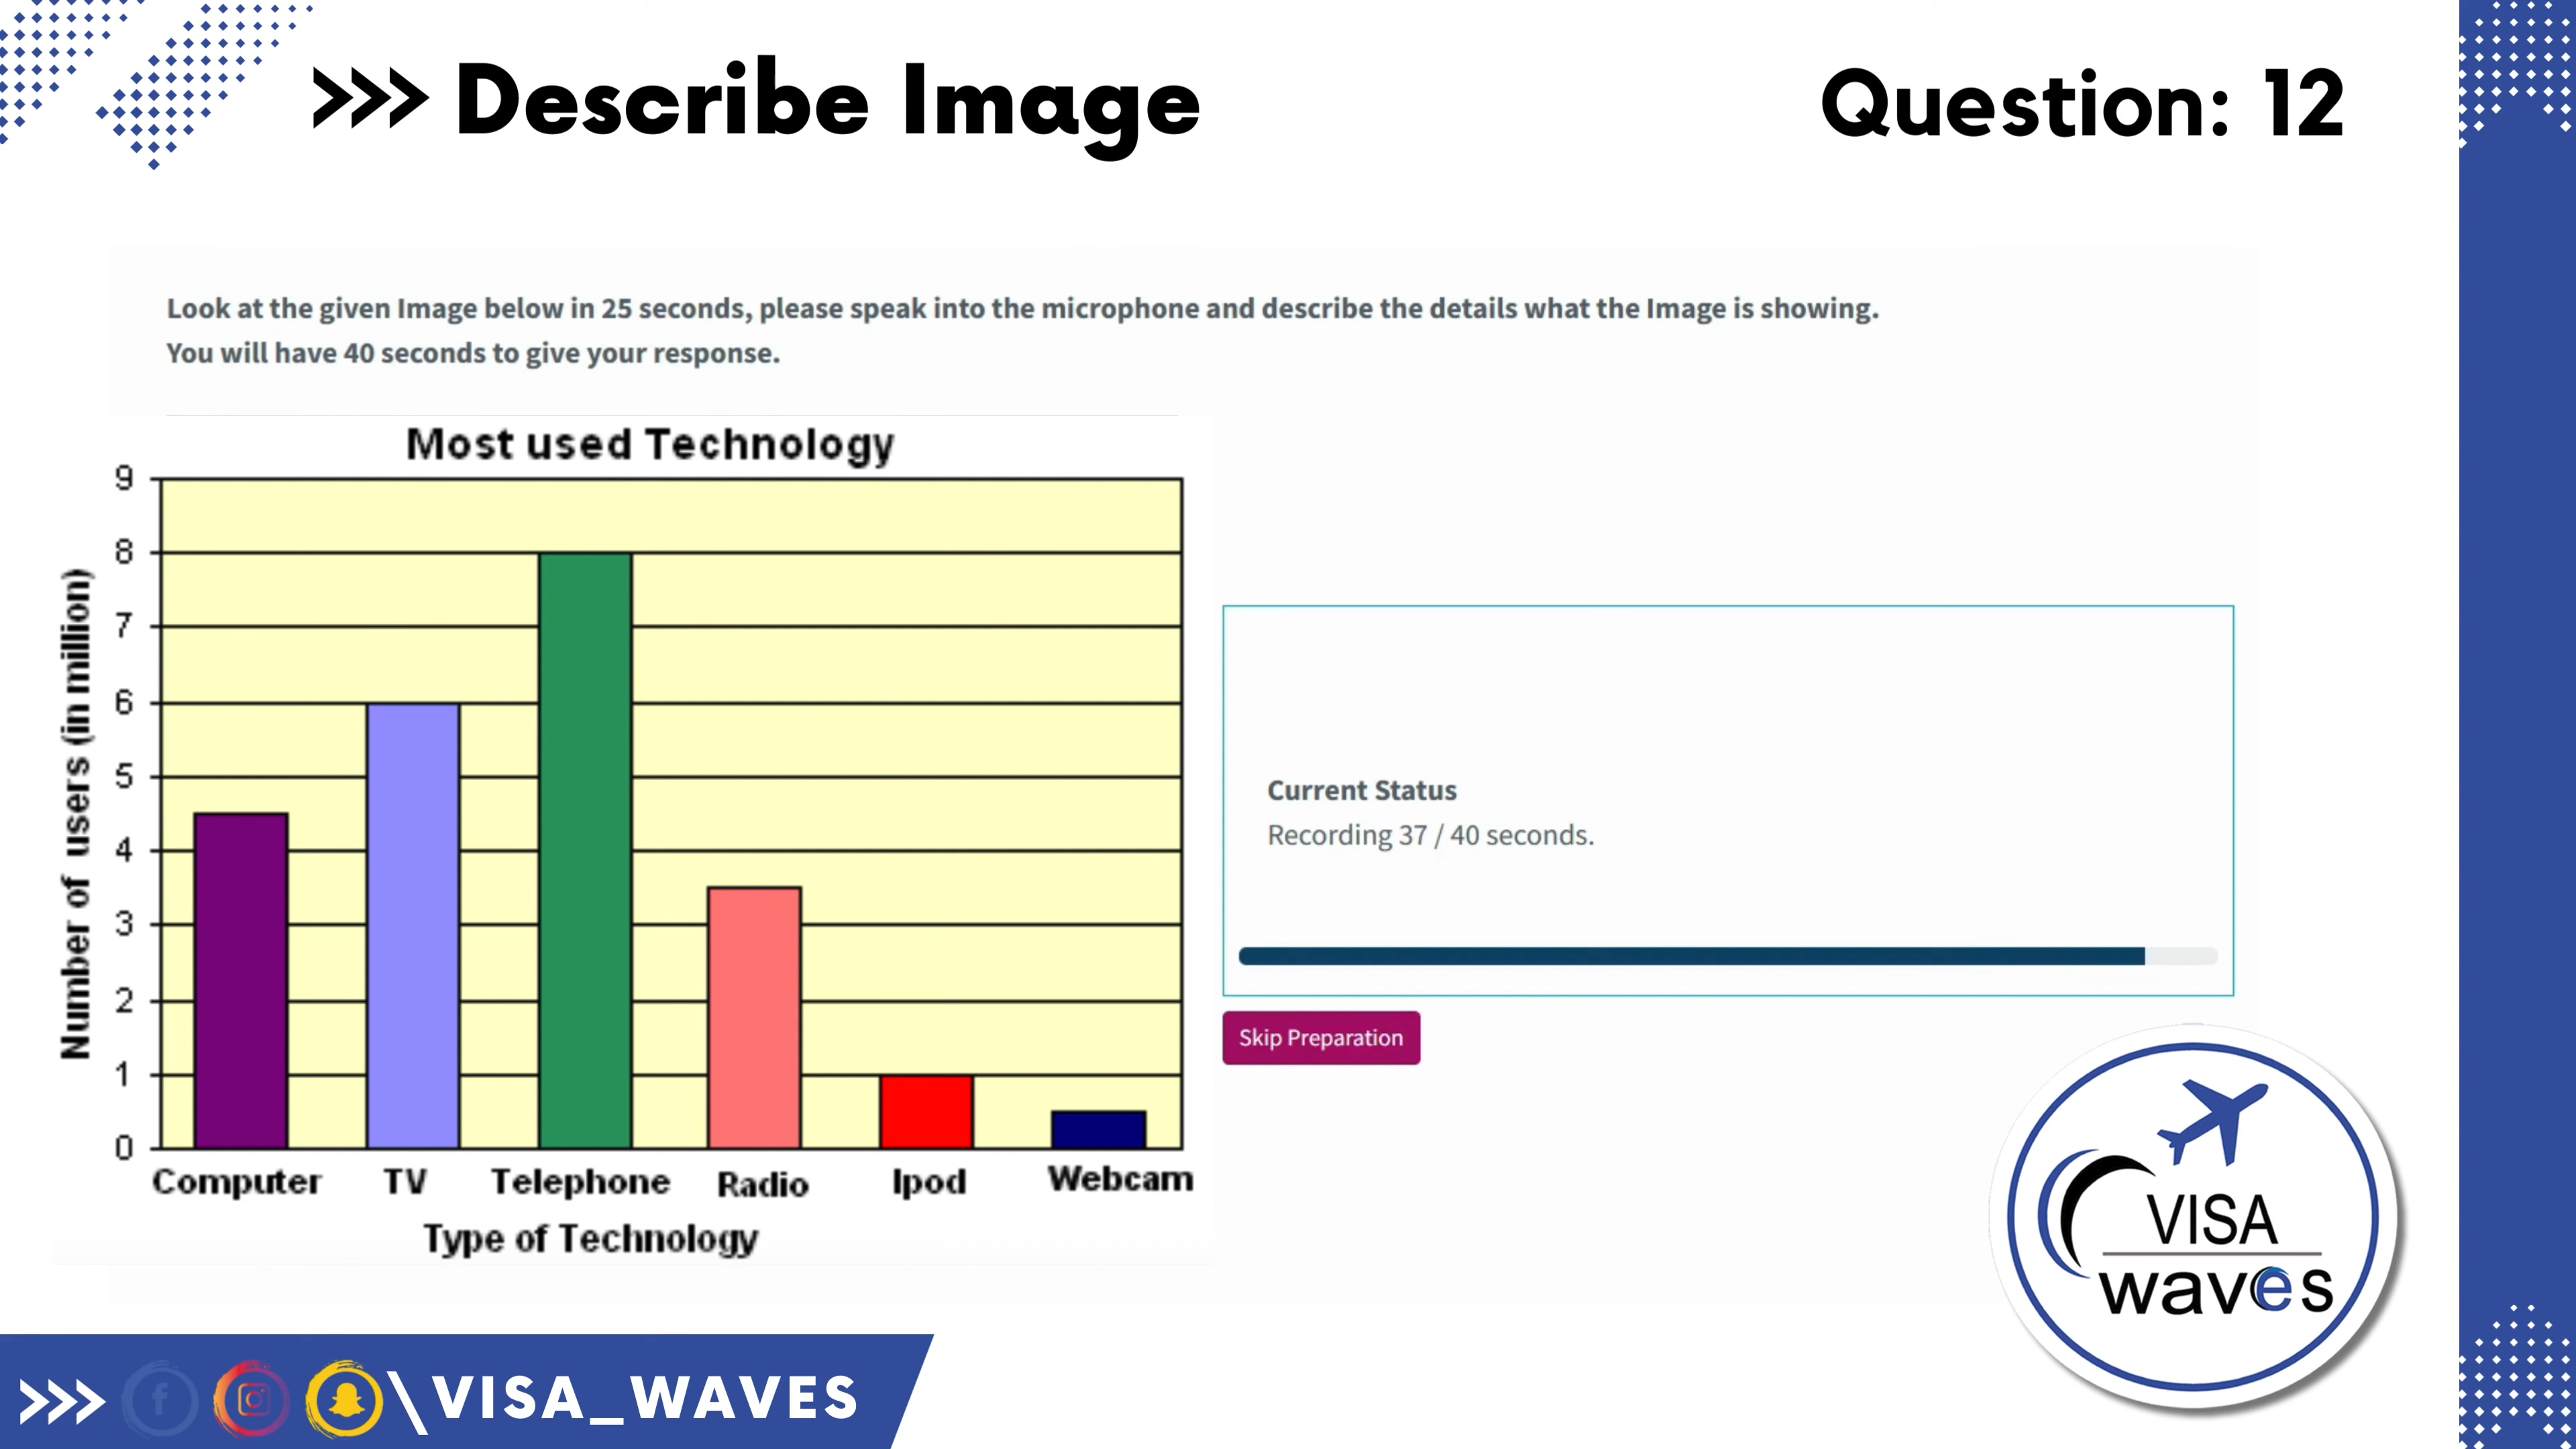 Describe Image
Question: 12
Look at the given Image below in 25 seconds, please speak into the microphone and describe the details what the Image is showing.
You will have 40 seconds to give your response.
Most used Technology
Number of users (in million)
9
8
7
6
5
4
3
2
1
0
Computer TV Telephone Radio Ipod Webcam
Type of Technology
Current Status
Recording 37 / 40 seconds.
Skip Preparation
VISA
waves
\VISA_WAVES